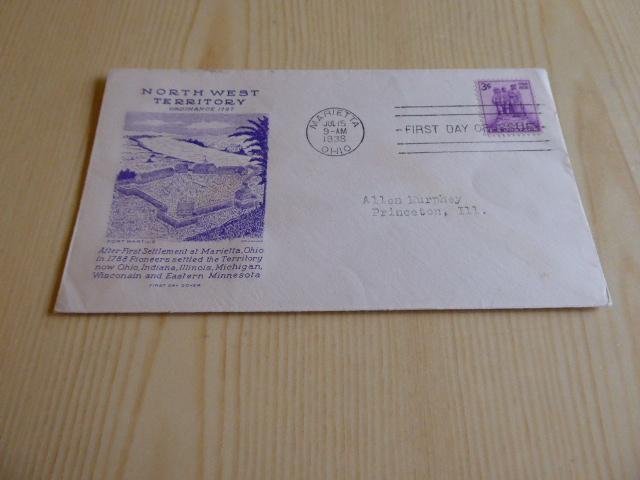 NORTH WEST
TERRITORY
ORDINANCE 1787
FORT HARMAR
After First Settlement at Marietta, Ohio
in 1788 Pioneers settled the Territory
now Ohio, Indiana, Illinois, Michigan,
Wisconsin and Eastern Minnesota
FIRST DAY COVER
MARIETTA
JUL 15
9-AM
1938
OHIO
FIRST DAY OF
3¢
Allen Murphey
Princeton, Ill.